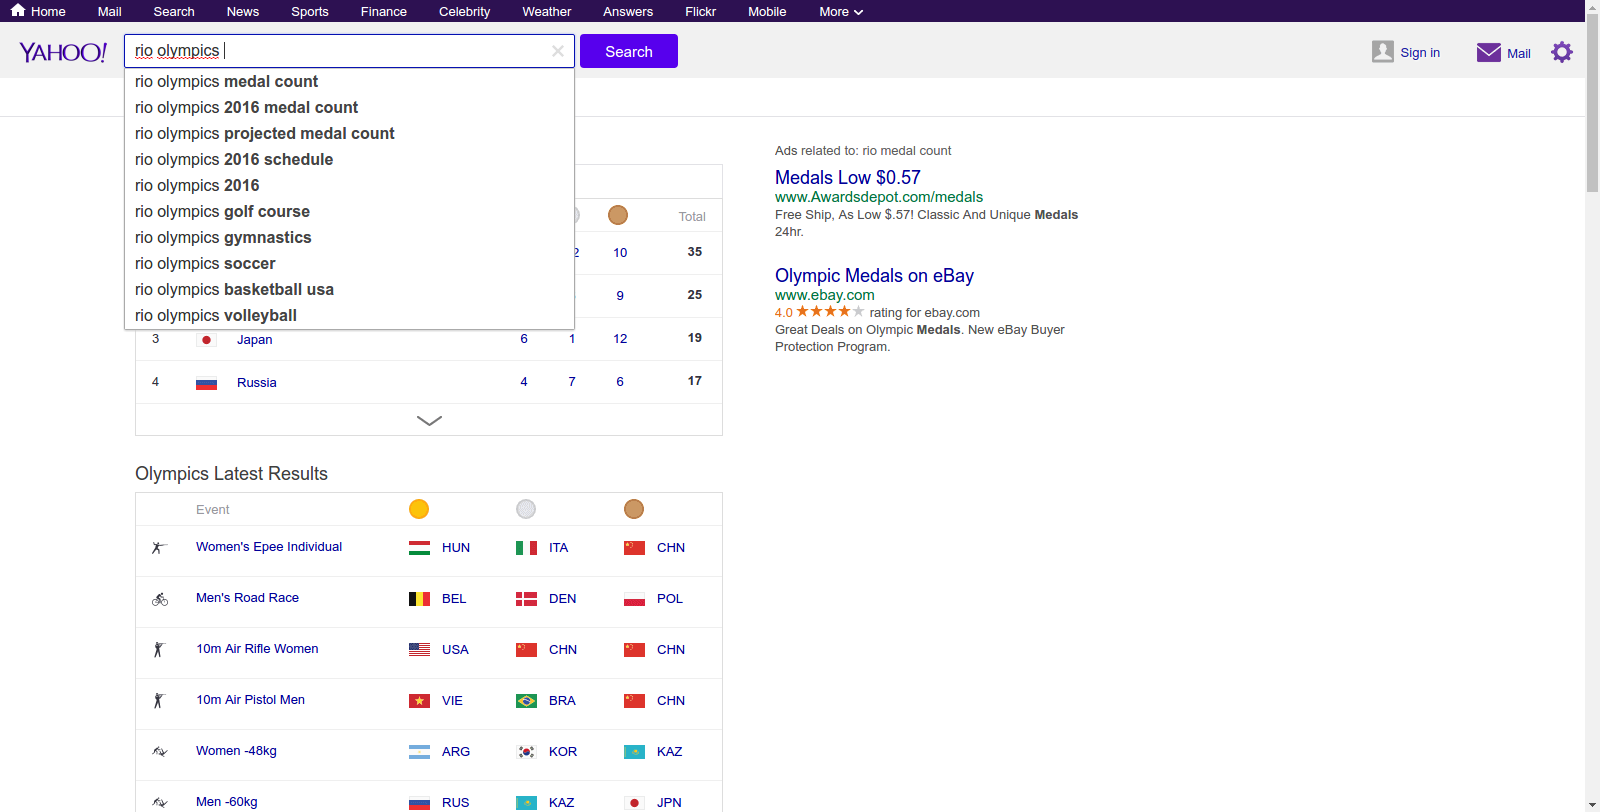 Home Mail Search News Sports Finance Celebrity Weather Answers Flickr Mobile More
YAHOO! rio olympics Search Sign in Mail
rio olympics medal count
rio olympics 2016 medal count
rio olympics projected medal count
rio olympics 2016 schedule
rio olympics 2016
rio olympics golf course
rio olympics gymnastics
rio olympics soccer
rio olympics basketball usa
rio olympics volleyball
Total
10 35
9 25
3 Japan 6 1 12 19
4 Russia 4 7 6 17
Ads related to: rio medal count
Medals Low $0.57
www.Awardsdepot.com/medals
Free Ship, As Low $.57! Classic And Unique Medals
24hr.
Olympic Medals on eBay
www.ebay.com
4.0 rating for ebay.com
Great Deals on Olympic Medals. New eBay Buyer
Protection Program.
Olympics Latest Results
Event
Women's Epee Individual HUN ITA CHN
Men's Road Race BEL DEN POL
10m Air Rifle Women USA CHN CHN
10m Air Pistol Men VIE BRA CHN
Women -48kg ARG KOR KAZ
Men -60kg RUS KAZ JPN